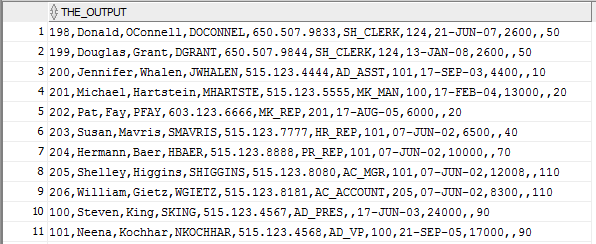 THE_OUTPUT
1 198,Donald,OConnell,DOCONNEL,650.507.9833,SH_CLERK,124,21-JUN-07,2600,,50
2 199,Douglas,Grant,DGRANT,650.507.9844,SH_CLERK,124,13-JAN-08,2600,,50
3 200,Jennifer,Whalen,JWHALEN,515.123.4444,AD_ASST,101,17-SEP-03,4400,,10
4 201,Michael,Hartstein,MHARTSTE,515.123.5555,MK_MAN,100,17-FEB-04,13000,,20
5 202,Pat,Fay,PFAY,603.123.6666,MK_REP,201,17-AUG-05,6000,,20
6 203,Susan,Mavris,SMAVRIS,515.123.7777,HR_REP,101,07-JUN-02,6500,,40
7 204,Hermann,Baer,HBAER,515.123.8888,PR_REP,101,07-JUN-02,10000,,70
8 205,Shelley,Higgins,SHIGGINS,515.123.8080,AC_MGR,101,07-JUN-02,12008,,110
9 206,William,Gietz,WGIETZ,515.123.8181,AC_ACCOUNT,205,07-JUN-02,8300,,110
10 100,Steven,King,SKING,515.123.4567,AD_PRES,,17-JUN-03,24000,,90
11 101,Neena,Kochhar,NKOCHHAR,515.123.4568,AD_VP,100,21-SEP-05,17000,,90